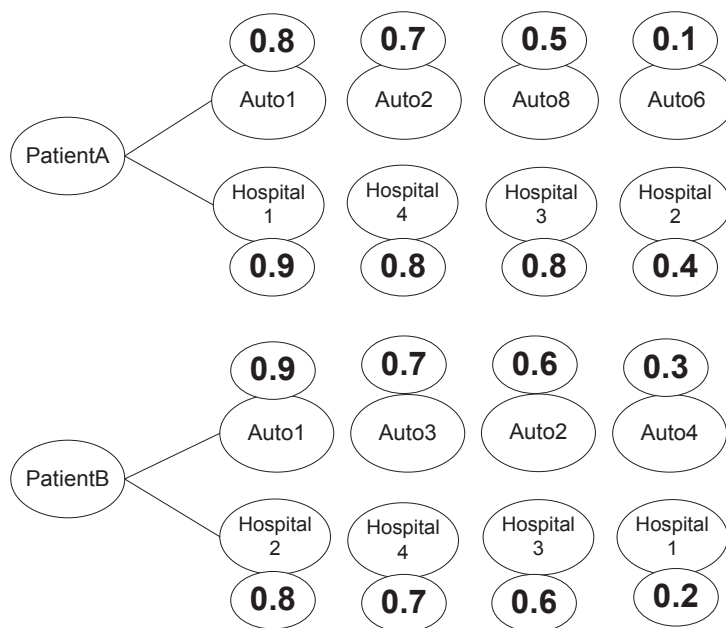 0.8 0.7 0.5 0.1
Auto1 Auto2 Auto8 Auto6
PatientA
Hospital 1 Hospital 4 Hospital 3 Hospital 2
0.9 0.8 0.8 0.4
0.9 0.7 0.6 0.3
Auto1 Auto3 Auto2 Auto4
PatientB
Hospital 2 Hospital 4 Hospital 3 Hospital 1
0.8 0.7 0.6 0.2